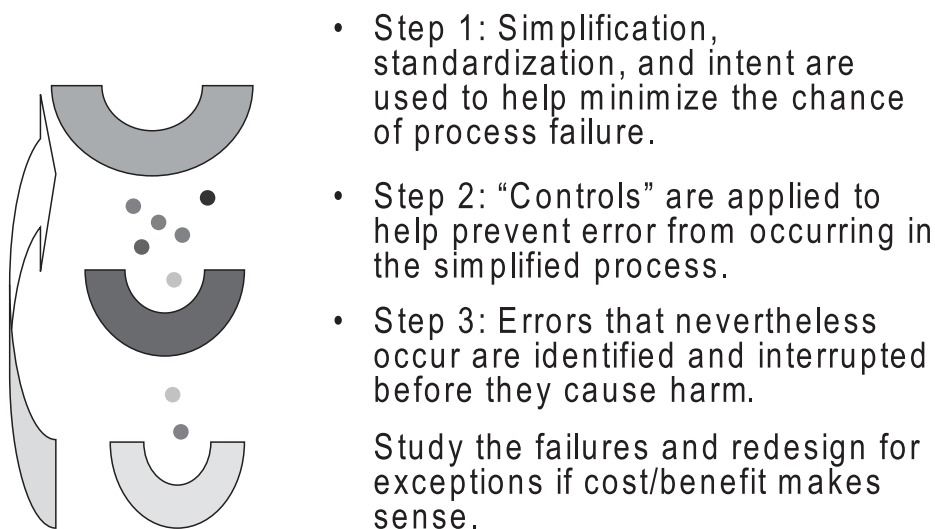 • Step 1: Simplification,
standardization, and intent are
used to help minimize the chance
of process failure.
• Step 2: “Controls” are applied to
help prevent error from occurring in
the simplified process.
• Step 3: Errors that nevertheless
occur are identified and interrupted
before they cause harm.
Study the failures and redesign for
exceptions if cost/benefit makes
sense.